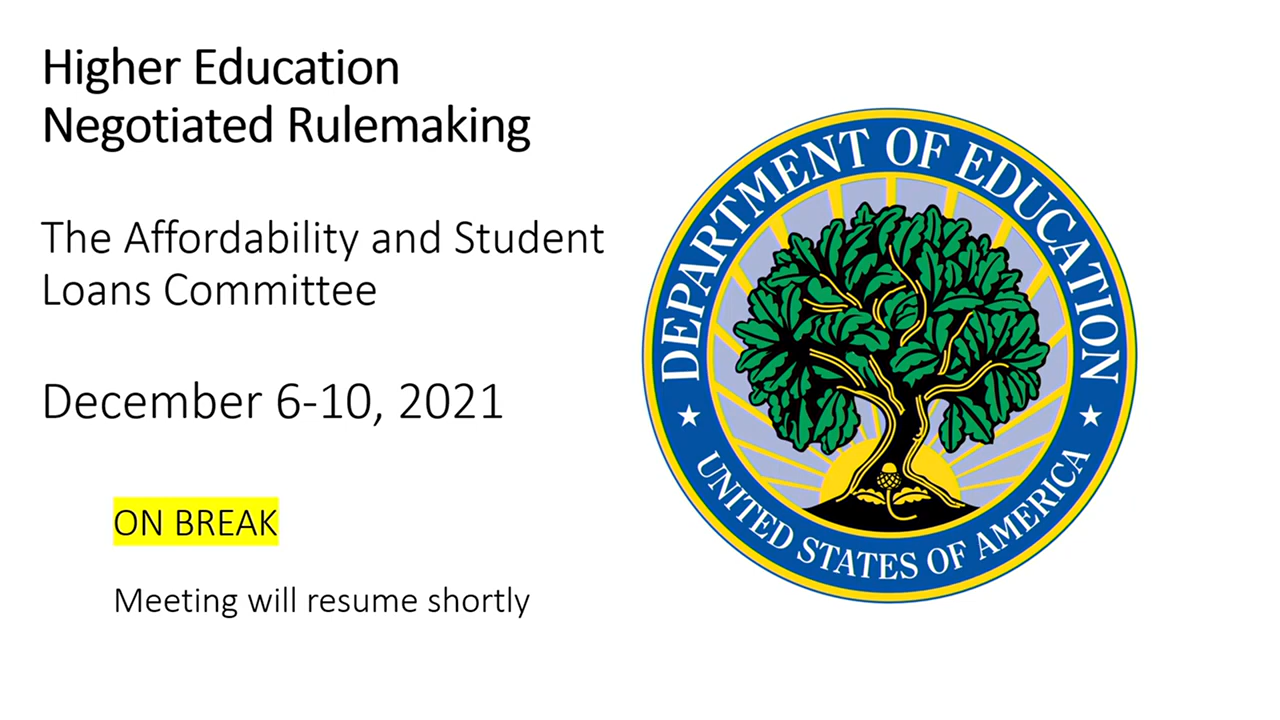 Higher Education
Negotiated Rulemaking
The Affordability and Student
Loans Committee
December 6-10, 2021
ON BREAK
Meeting will resume shortly
DEPARTMENT OF EDUCATION
UNITED STATES OF AMERICA